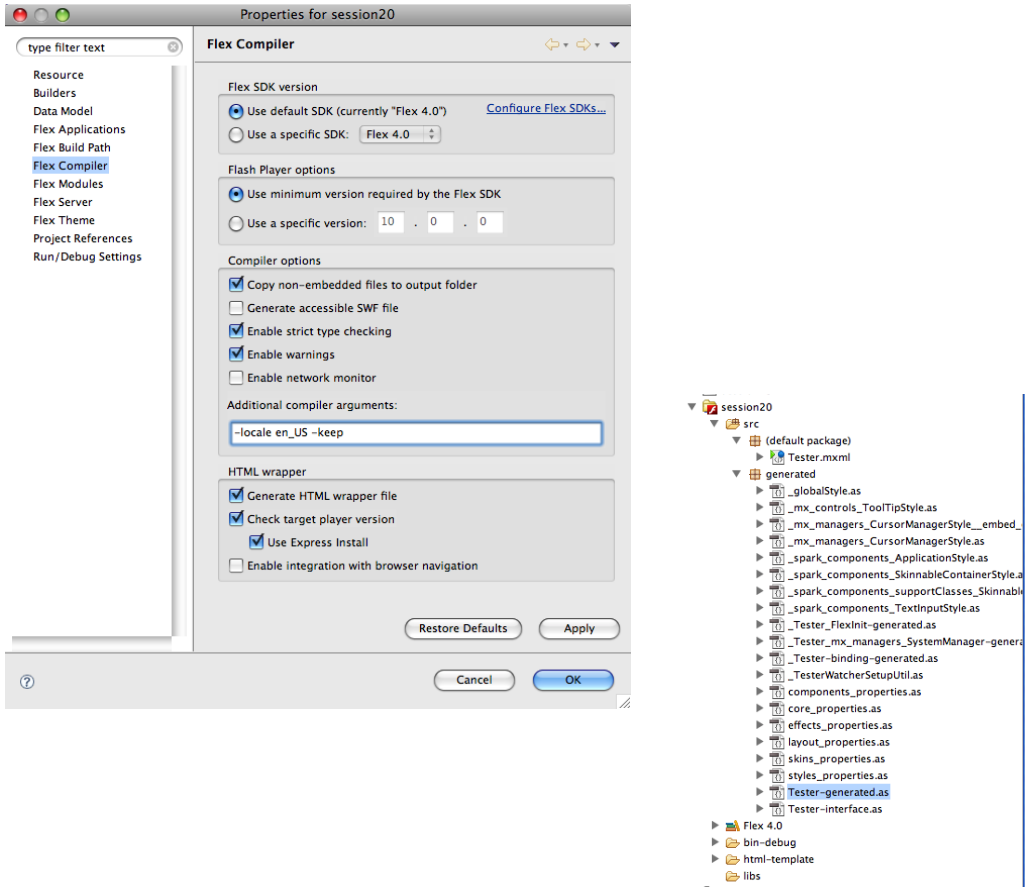 Properties for session20
type filter text
Flex Compiler
Resource
Builders
Data Model
Flex Applications
Flex Build Path
Flex Compiler
Flex Modules
Flex Server
Flex Theme
Project References
Run/Debug Settings
Flex SDK version
Use default SDK (currently "Flex 4.0")
Configure Flex SDKs...
Use a specific SDK: Flex 4.0
Flash Player options
Use minimum version required by the Flex SDK
Use a specific version: 10 . 0 . 0
Compiler options
Copy non-embedded files to output folder
Generate accessible SWF file
Enable strict type checking
Enable warnings
Enable network monitor
Additional compiler arguments:
-locale en_US -keep
HTML wrapper
Generate HTML wrapper file
Check target player version
Use Express Install
Enable integration with browser navigation
Restore Defaults
Apply
?
Cancel
OK
session20
src
(default package)
Tester.mxml
generated
_globalStyle.as
_mx_controls_ToolTipStyle.as
_mx_managers_CursorManagerStyle__embed_
_mx_managers_CursorManagerStyle.as
_spark_components_ApplicationStyle.as
_spark_components_SkinnableContainerStyle.a
_spark_components_supportClasses_Skinnabl
_spark_components_TextInputStyle.as
_Tester_FlexInit-generated.as
_Tester_mx_managers_SystemManager-genera
_Tester-binding-generated.as
_TesterWatcherSetupUtil.as
components_properties.as
core_properties.as
effects_properties.as
layout_properties.as
skins_properties.as
styles_properties.as
Tester-generated.as
Tester-interface.as
Flex 4.0
bin-debug
html-template
libs